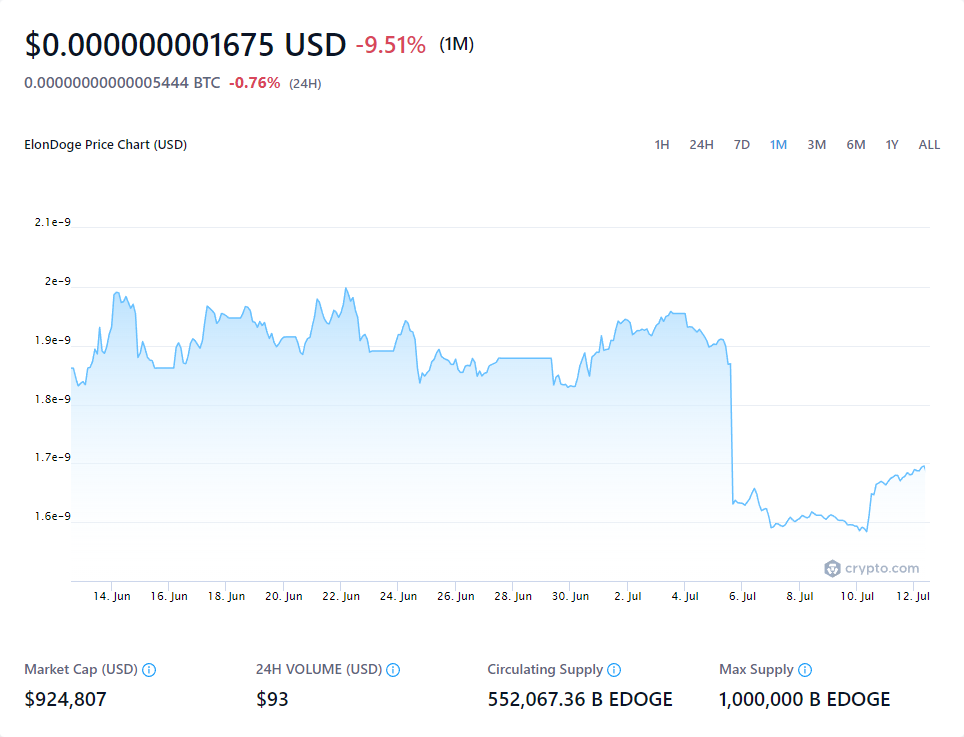 $0.000000001675 USD -9.51% (1M)
0.00000000000005444 BTC -0.76% (24H)
ElonDoge Price Chart (USD) 1H 24H 7D 1M 3M 6M 1Y ALL
2.1e-9
2e-9
1.9e-9
1.8e-9
1.7e-9
1.6e-9
crypto.com
14. Jun 16. Jun 18. Jun 20. Jun 22. Jun 24. Jun 26. Jun 28. Jun 30. Jun 2. Jul 4. Jul 6. Jul 8. Jul 10. Jul 12. Jul
Market Cap (USD) 24H VOLUME (USD) Circulating Supply Max Supply
$924,807 $93 552,067.36 B EDOGE 1,000,000 B EDOGE